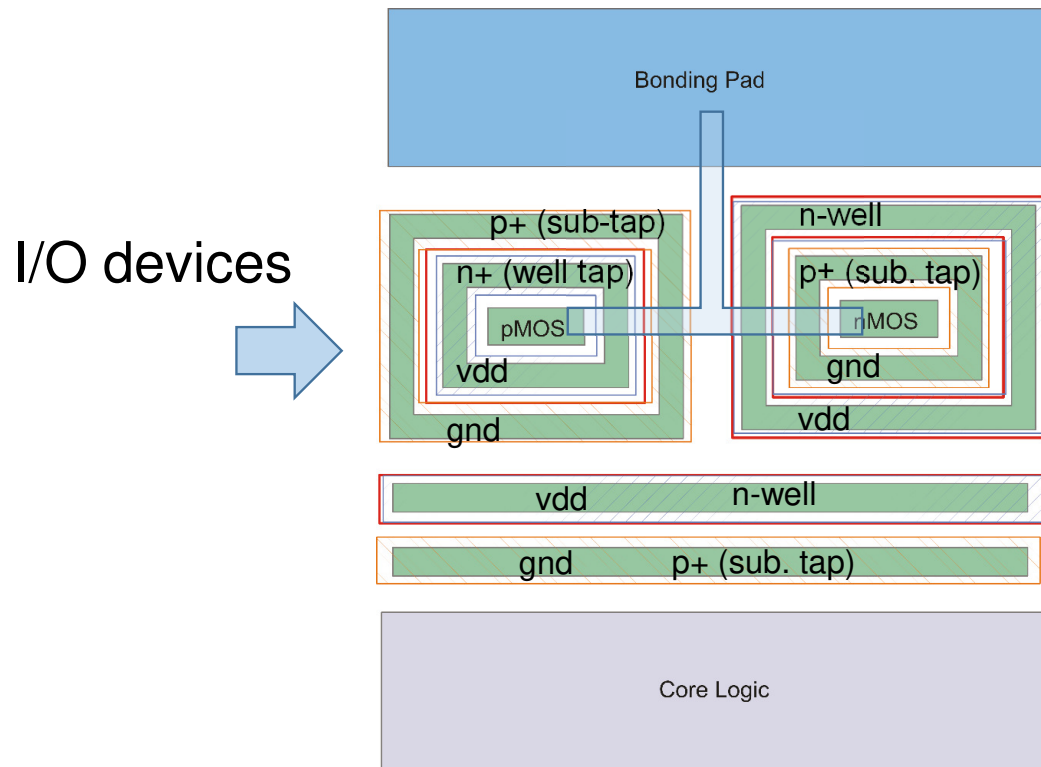 Bonding Pad
I/O devices
p+ (sub-tap)
n+ (well tap)
pMOS
vdd
gnd
n-well
p+ (sub. tap)
nMOS
gnd
vdd
vdd n-well
gnd p+ (sub. tap)
Core Logic